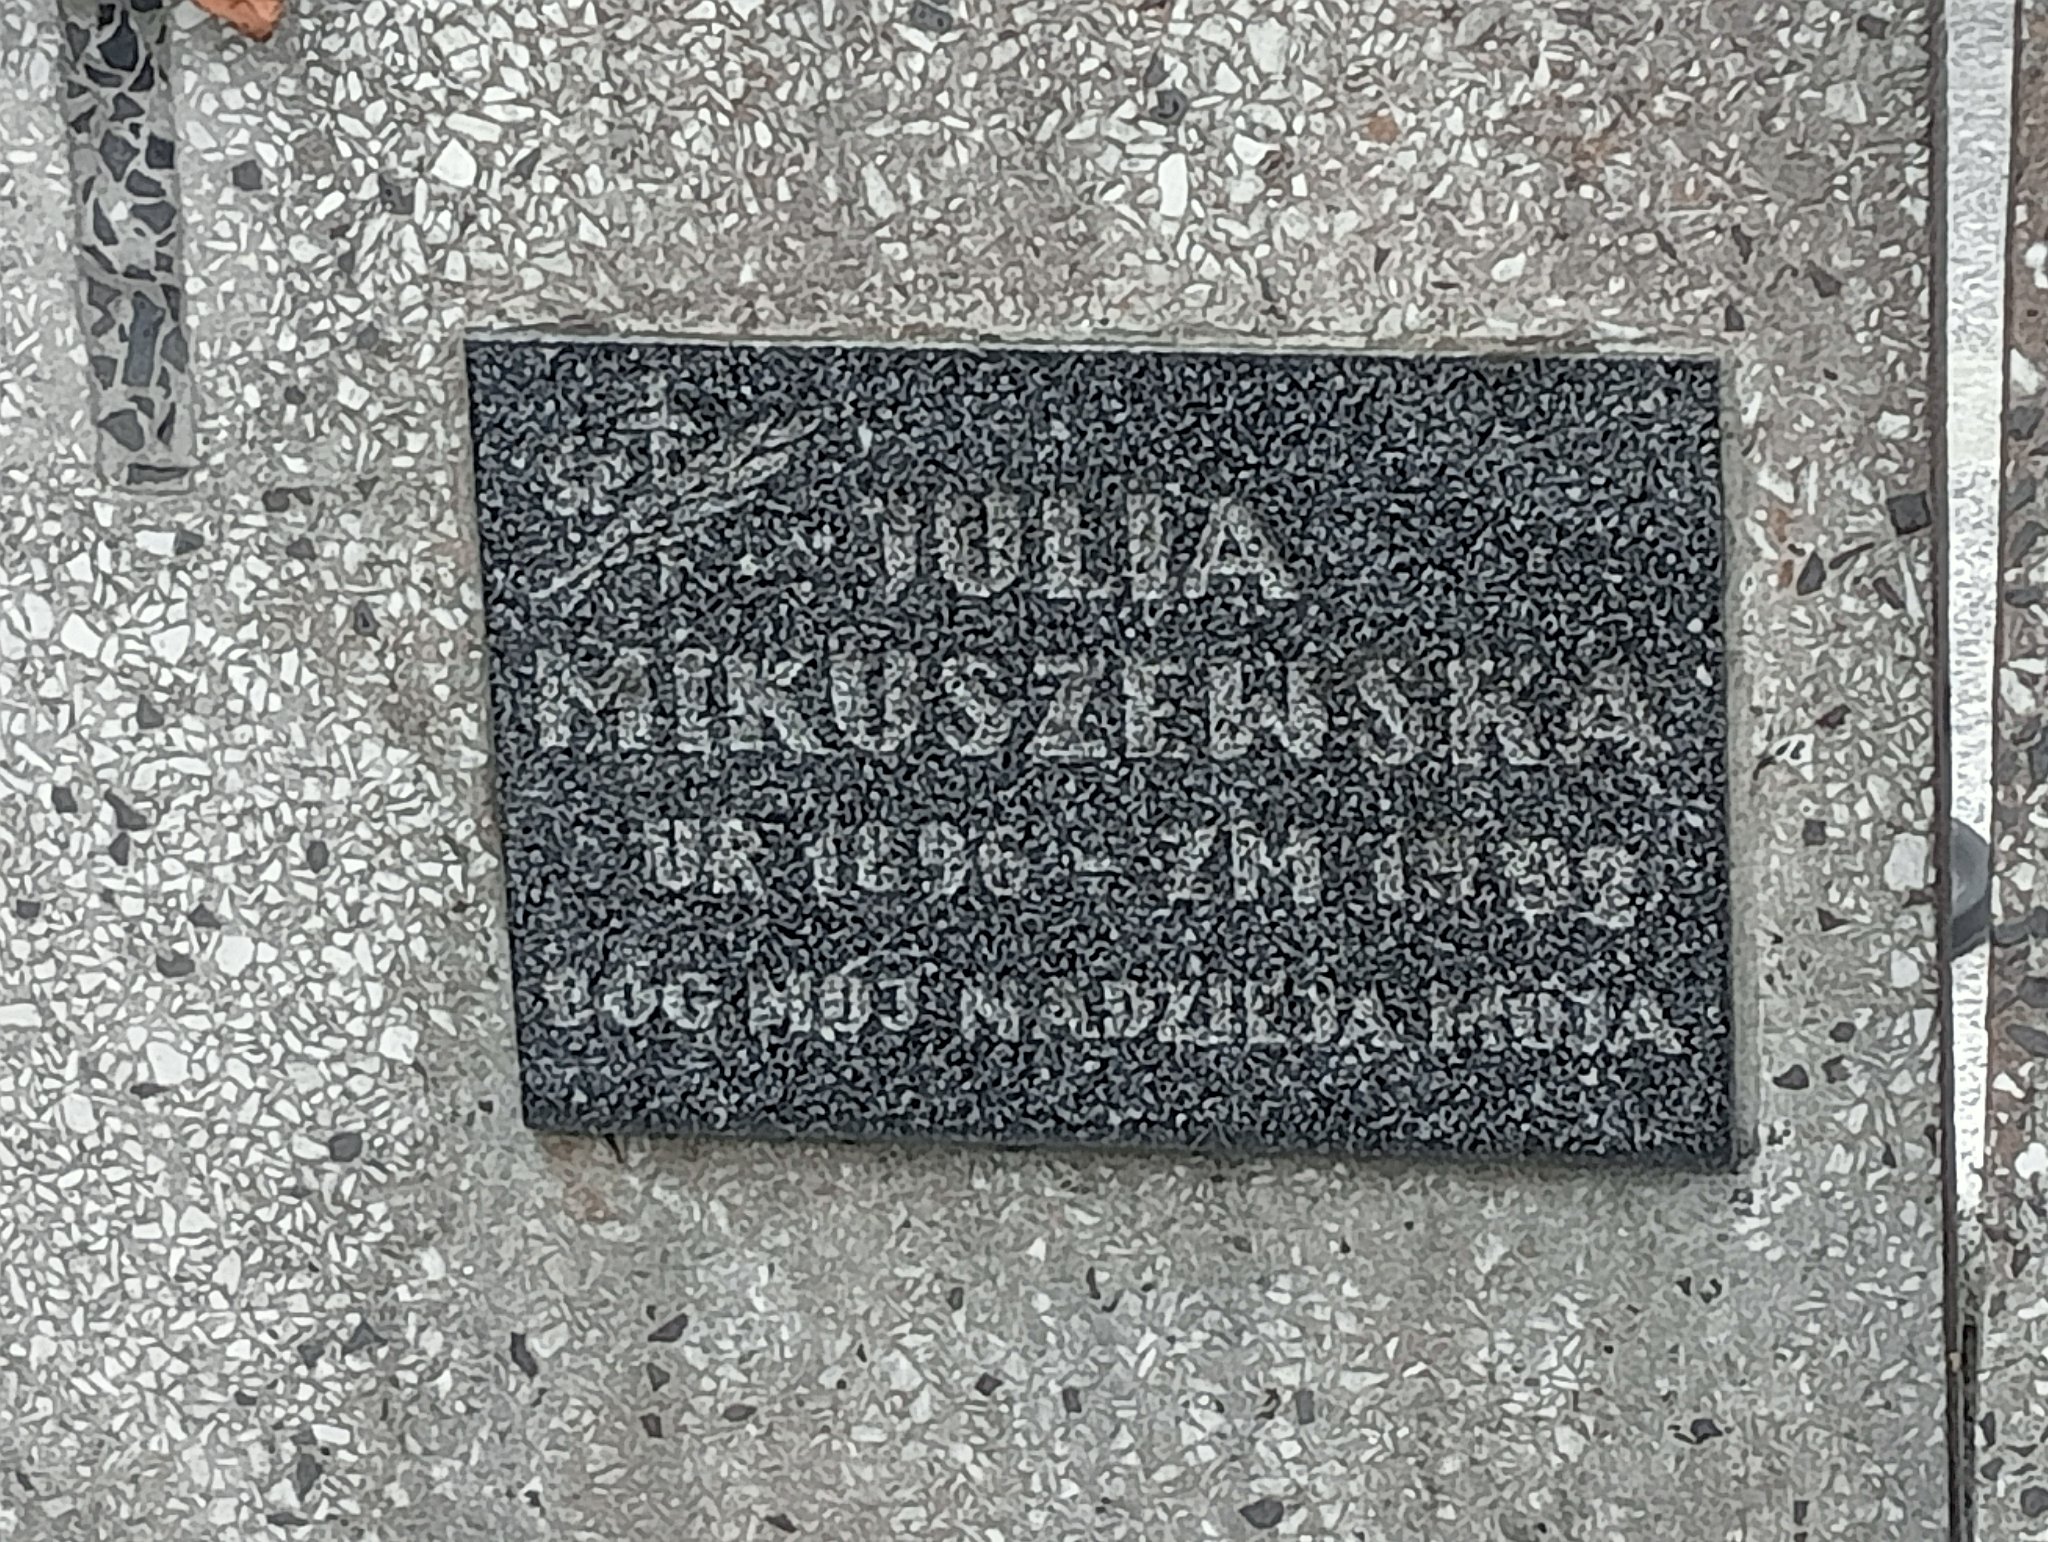 JULIA
MIKUSZEWSKA
UR. - ZM.
BÓG MÓJ NADZIEJA MOJA